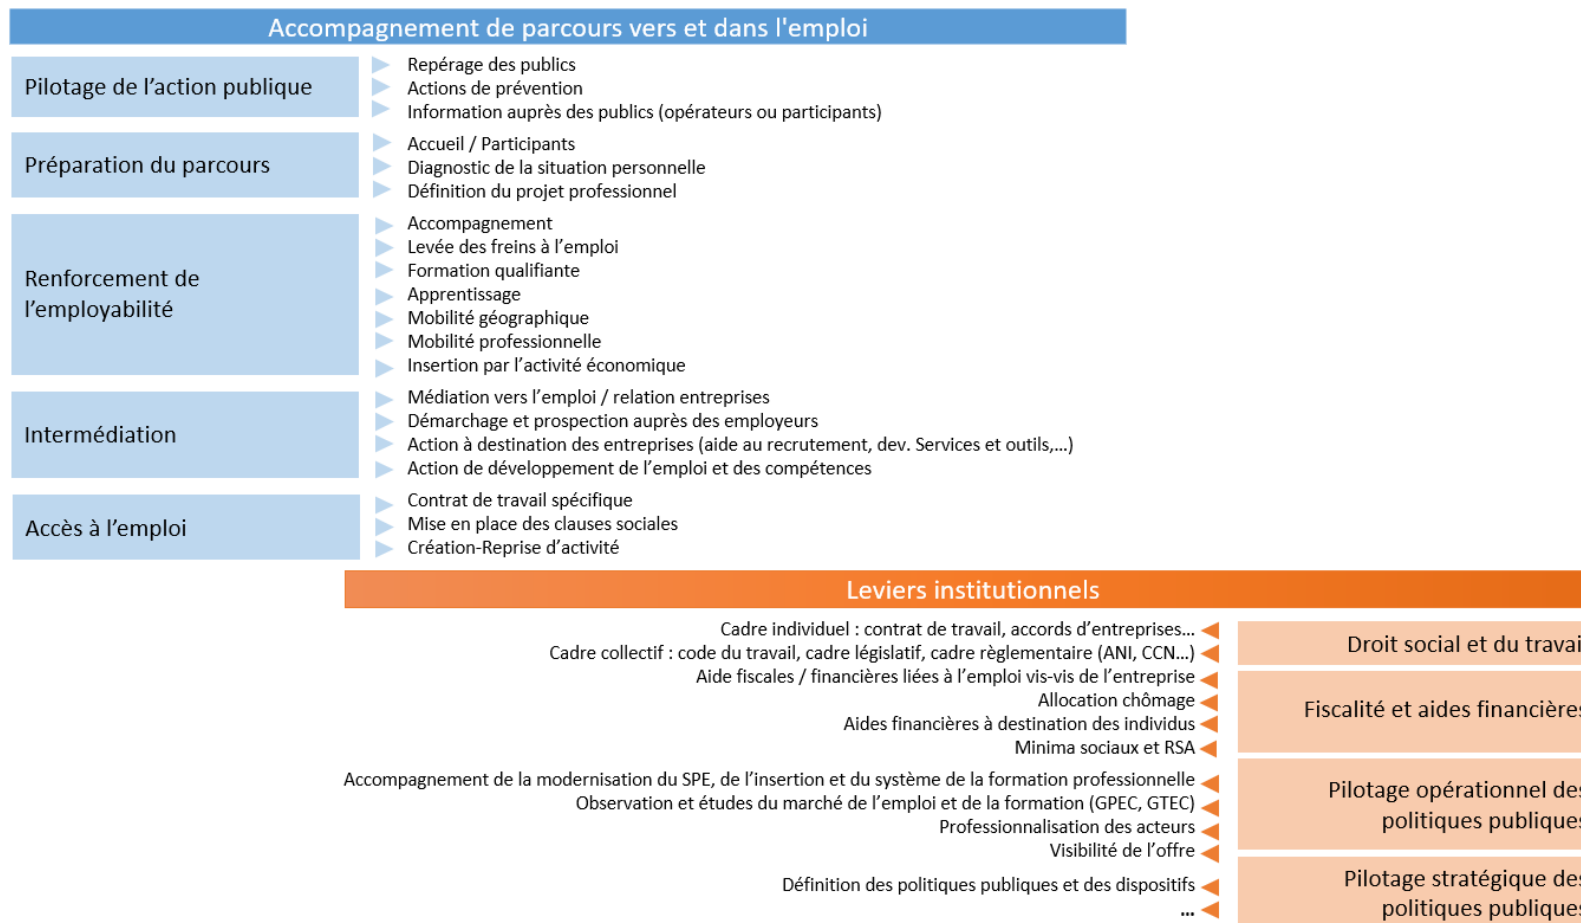 Accompagnement de parcours vers et dans l'emploi
Pilotage de l’action publique
Repérage des publics
Actions de prévention
Information auprès des publics (opérateurs ou participants)
Préparation du parcours
Accueil / Participants
Diagnostic de la situation personnelle
Définition du projet professionnel
Renforcement de
l’employabilité
Accompagnement
Levée des freins à l’emploi
Formation qualifiante
Apprentissage
Mobilité géographique
Mobilité professionnelle
Insertion par l’activité économique
Intermédiation
Médiation vers l’emploi / relation entreprises
Démarchage et prospection auprès des employeurs
Action à destination des entreprises (aide au recrutement, dev. Services et outils,…)
Action de développement de l’emploi et des compétences
Accès à l’emploi
Contrat de travail spécifique
Mise en place des clauses sociales
Création-Reprise d’activité
Leviers institutionnels
Cadre individuel : contrat de travail, accords d’entreprises…
Cadre collectif : code du travail, cadre législatif, cadre règlementaire (ANI, CCN…)
Droit social et du travai
Aide fiscales / financières liées à l’emploi vis-vis de l’entreprise
Allocation chômage
Aides financières à destination des individus
Minima sociaux et RSA
Fiscalité et aides financières
Accompagnement de la modernisation du SPE, de l’insertion et du système de la formation professionnelle
Observation et études du marché de l’emploi et de la formation (GPEC, GTEC)
Professionnalisation des acteurs
Visibilité de l’offre
Pilotage opérationnel des
politiques publiques
Définition des politiques publiques et des dispositifs
...
Pilotage stratégique des
politiques publiques